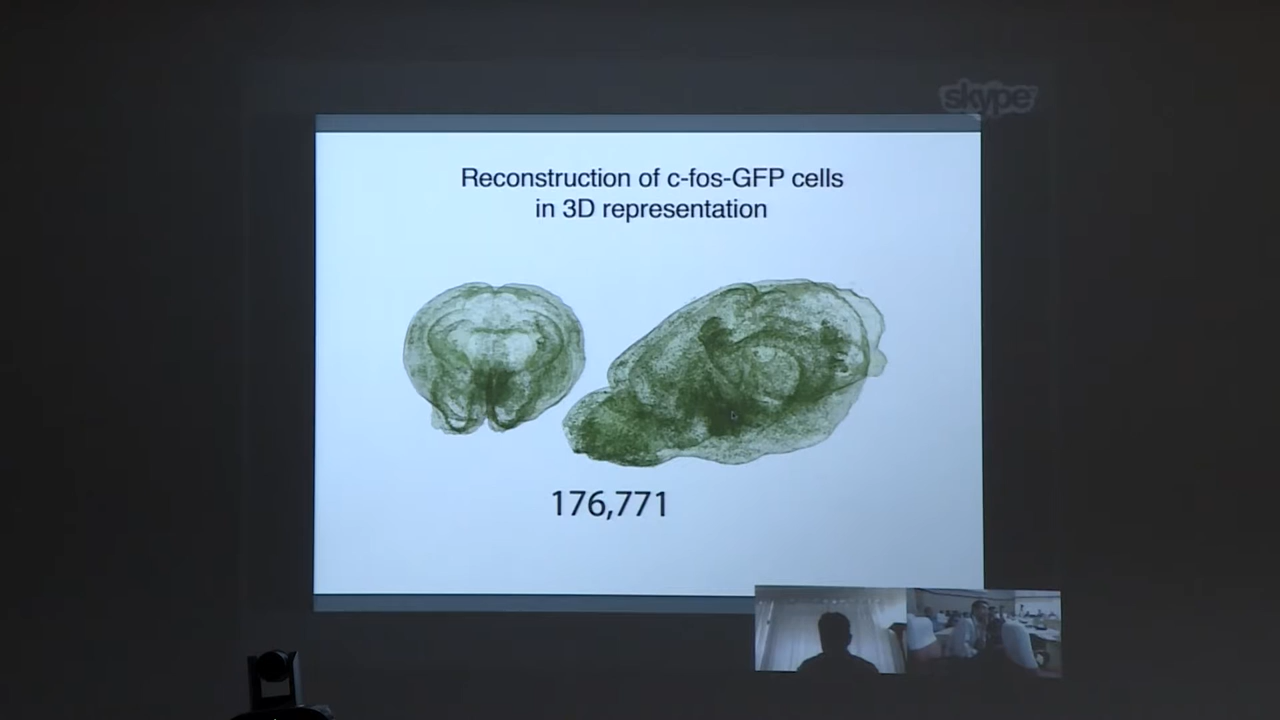 skype
Reconstruction of c-fos-GFP cells
in 3D representation
176,771